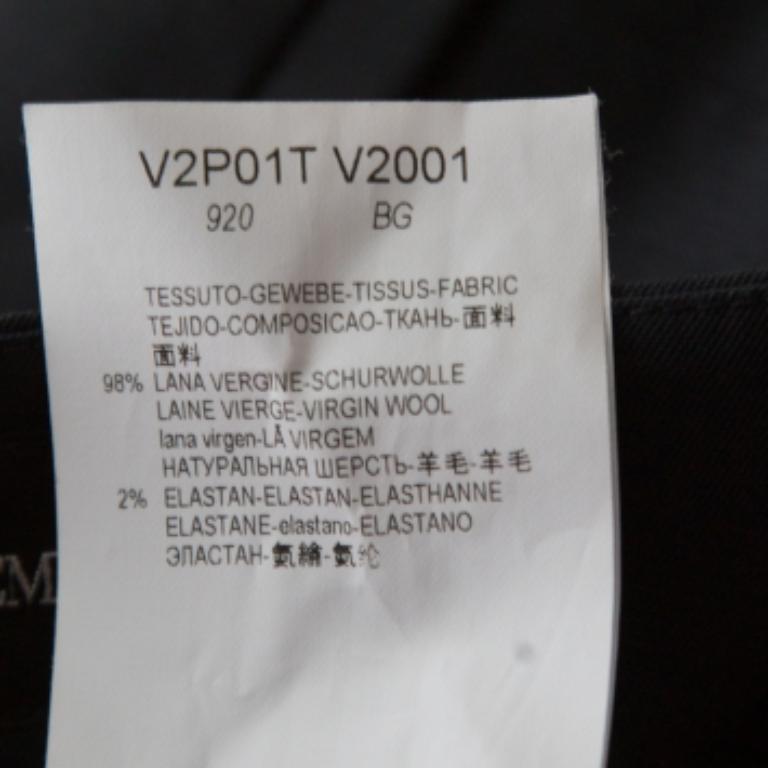 V2P01T V2001
920 BG
TESSUTO-GEWEBE-TISSUS-FABRIC
TEJIDO-COMPOSICAO-ТКАНЬ-面料
面料
98% LANA VERGINE-SCHURWOLLE
LAINE VIERGE-VIRGIN WOOL
lana virgen-LÅ VIRGEM
НАТУРАЛЬНАЯ ШЕРСТЬ-羊毛-羊毛
2% ELASTAN-ELASTAN-ELASTHANNE
ELASTANE-elastano-ELASTANO
ЭЛАСТАН-氨綸-氨纶
EM